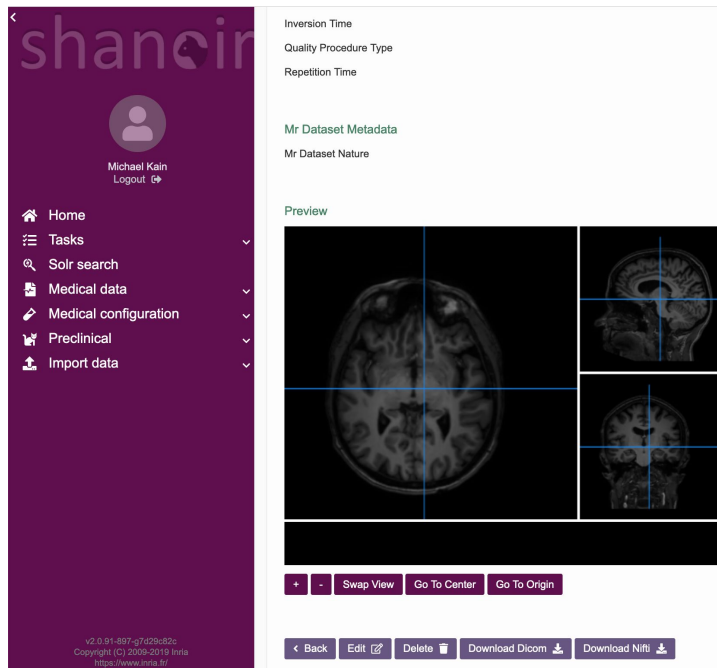 shanoir
Michael Kain
Logout
Home
Tasks
Solr search
Medical data
Medical configuration
Preclinical
Import data
v2.0.91-897-g7d29c82c
Copyright (C) 2009-2019 Inria
https://www.inria.fr/
Inversion Time
Quality Procedure Type
Repetition Time
Mr Dataset Metadata
Mr Dataset Nature
Preview
+ - Swap View Go To Center Go To Origin
Back Edit Delete Download Dicom Download Nifti